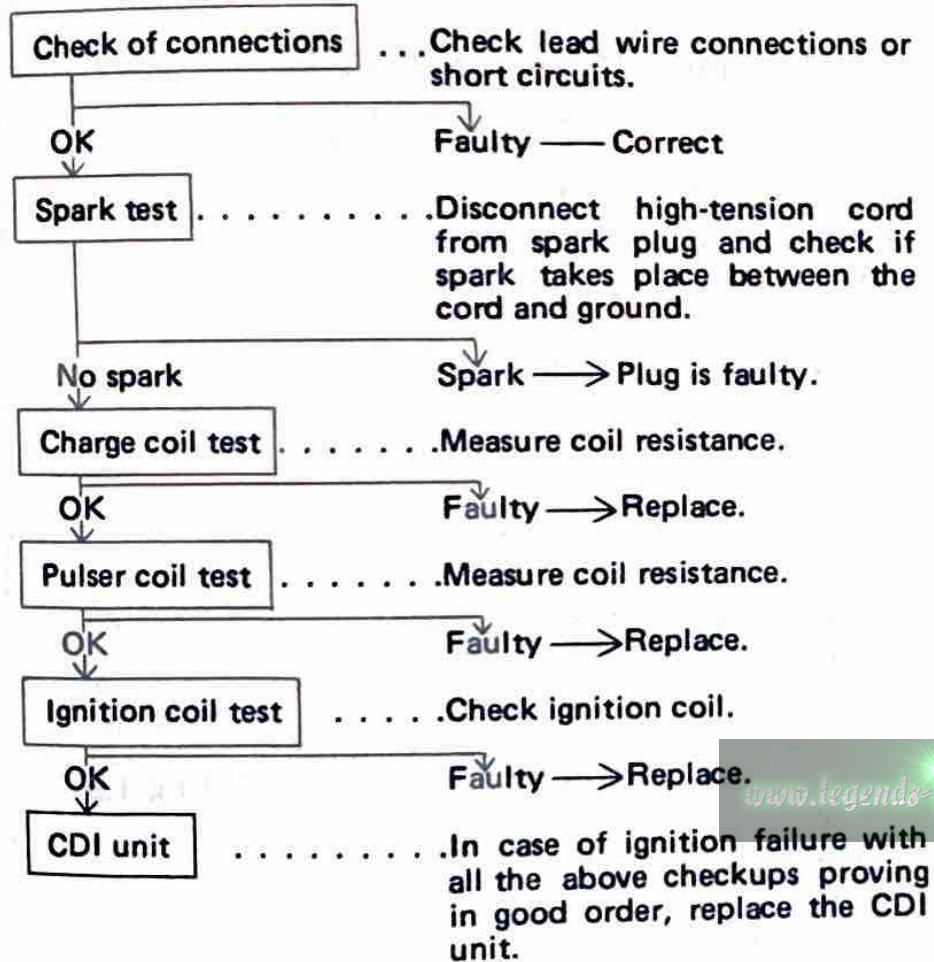 Check of connections ...Check lead wire connections or
short circuits.
OK Faulty — Correct
Spark test ..........Disconnect high-tension cord
from spark plug and check if
spark takes place between the
cord and ground.
No spark Spark → Plug is faulty.
Charge coil test .......Measure coil resistance.
OK Faulty → Replace.
Pulser coil test .......Measure coil resistance.
OK Faulty → Replace.
Ignition coil test .....Check ignition coil.
OK Faulty → Replace.
www.legends-
CDI unit .........In case of ignition failure with
all the above checkups proving
in good order, replace the CDI
unit.